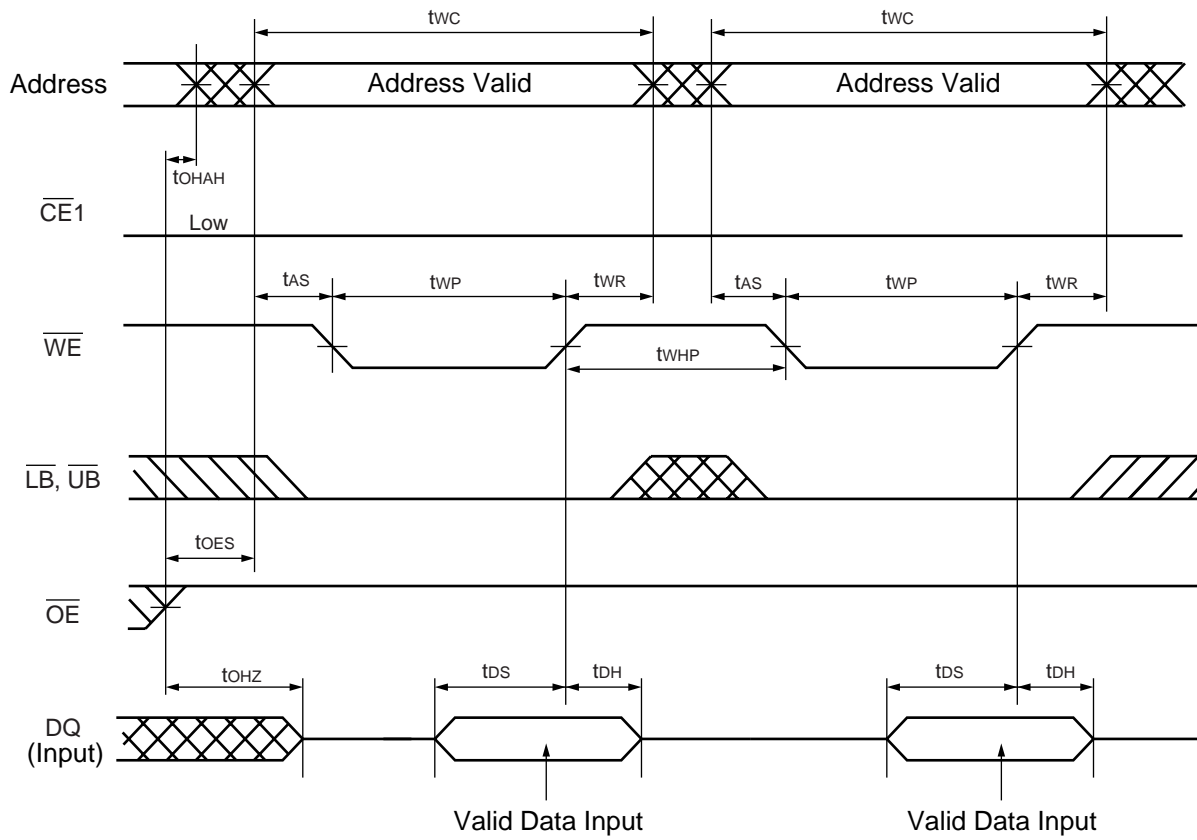 tWC tWC
Address Address Valid Address Valid
tOHAH
CE1
Low
tAS tWP tWR tAS tWP tWR
WE
tWHP
LB, UB
tOES
OE
tOHZ tDS tDH tDS tDH
DQ
(Input)
Valid Data Input Valid Data Input